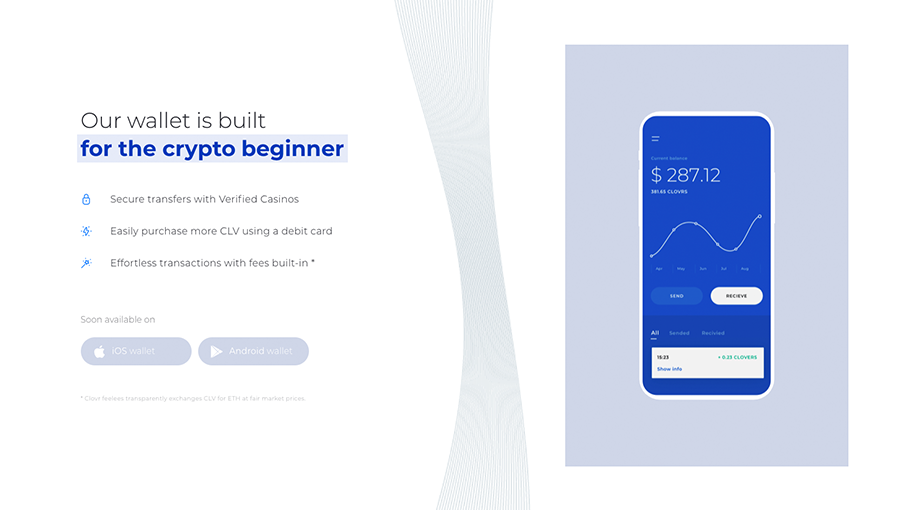 Our wallet is built
for the crypto beginner
Secure transfers with Verified Casinos
Easily purchase more CLV using a debit card
Effortless transactions with fees built-in *
Soon available on
iOS wallet
Android wallet
* Clovr feelees transparently exchanges CLV for ETH at fair market prices.
Current balance
$ 287.12
381.65 CLOVRS
Apr May Jun Jul Aug
SEND RECIEVE
All Sended Recivied
15:23 + 0.23 CLOVERS
Show info